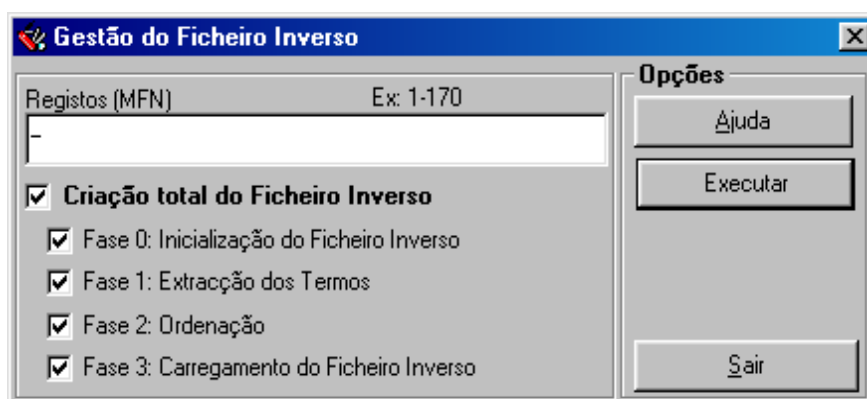 Gestão do Ficheiro Inverso
Registos (MFN) Ex: 1-170
-
Criação total do Ficheiro Inverso
Fase 0: Inicialização do Ficheiro Inverso
Fase 1: Extracção dos Termos
Fase 2: Ordenação
Fase 3: Carregamento do Ficheiro Inverso
Opções
Ajuda
Executar
Sair